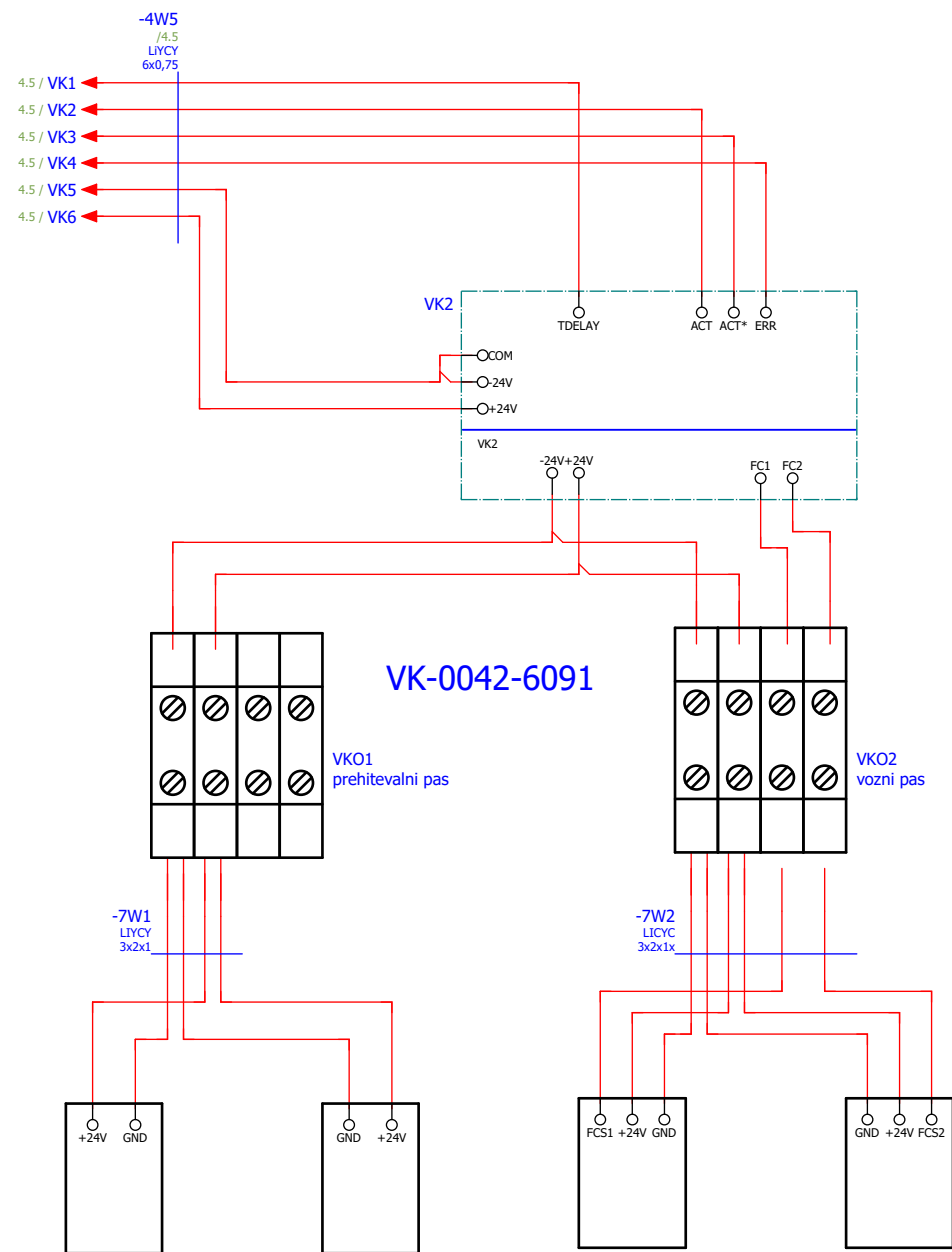 -4W5
/4.5
LiYCY
6x0,75
4.5 / VK1
4.5 / VK2
4.5 / VK3
4.5 / VK4
4.5 / VK5
4.5 / VK6
VK2
TDELAY
ACT ACT* ERR
COM
-24V
+24V
VK2
-24V+24V
FC1 FC2
VK-0042-6091
VKO1
prehitevalni pas
VKO2
vozni pas
-7W1
LIYCY
3x2x1
-7W2
LICYC
3x2x1x
+24V GND
GND +24V
FCS1 +24V GND
GND +24V FCS2